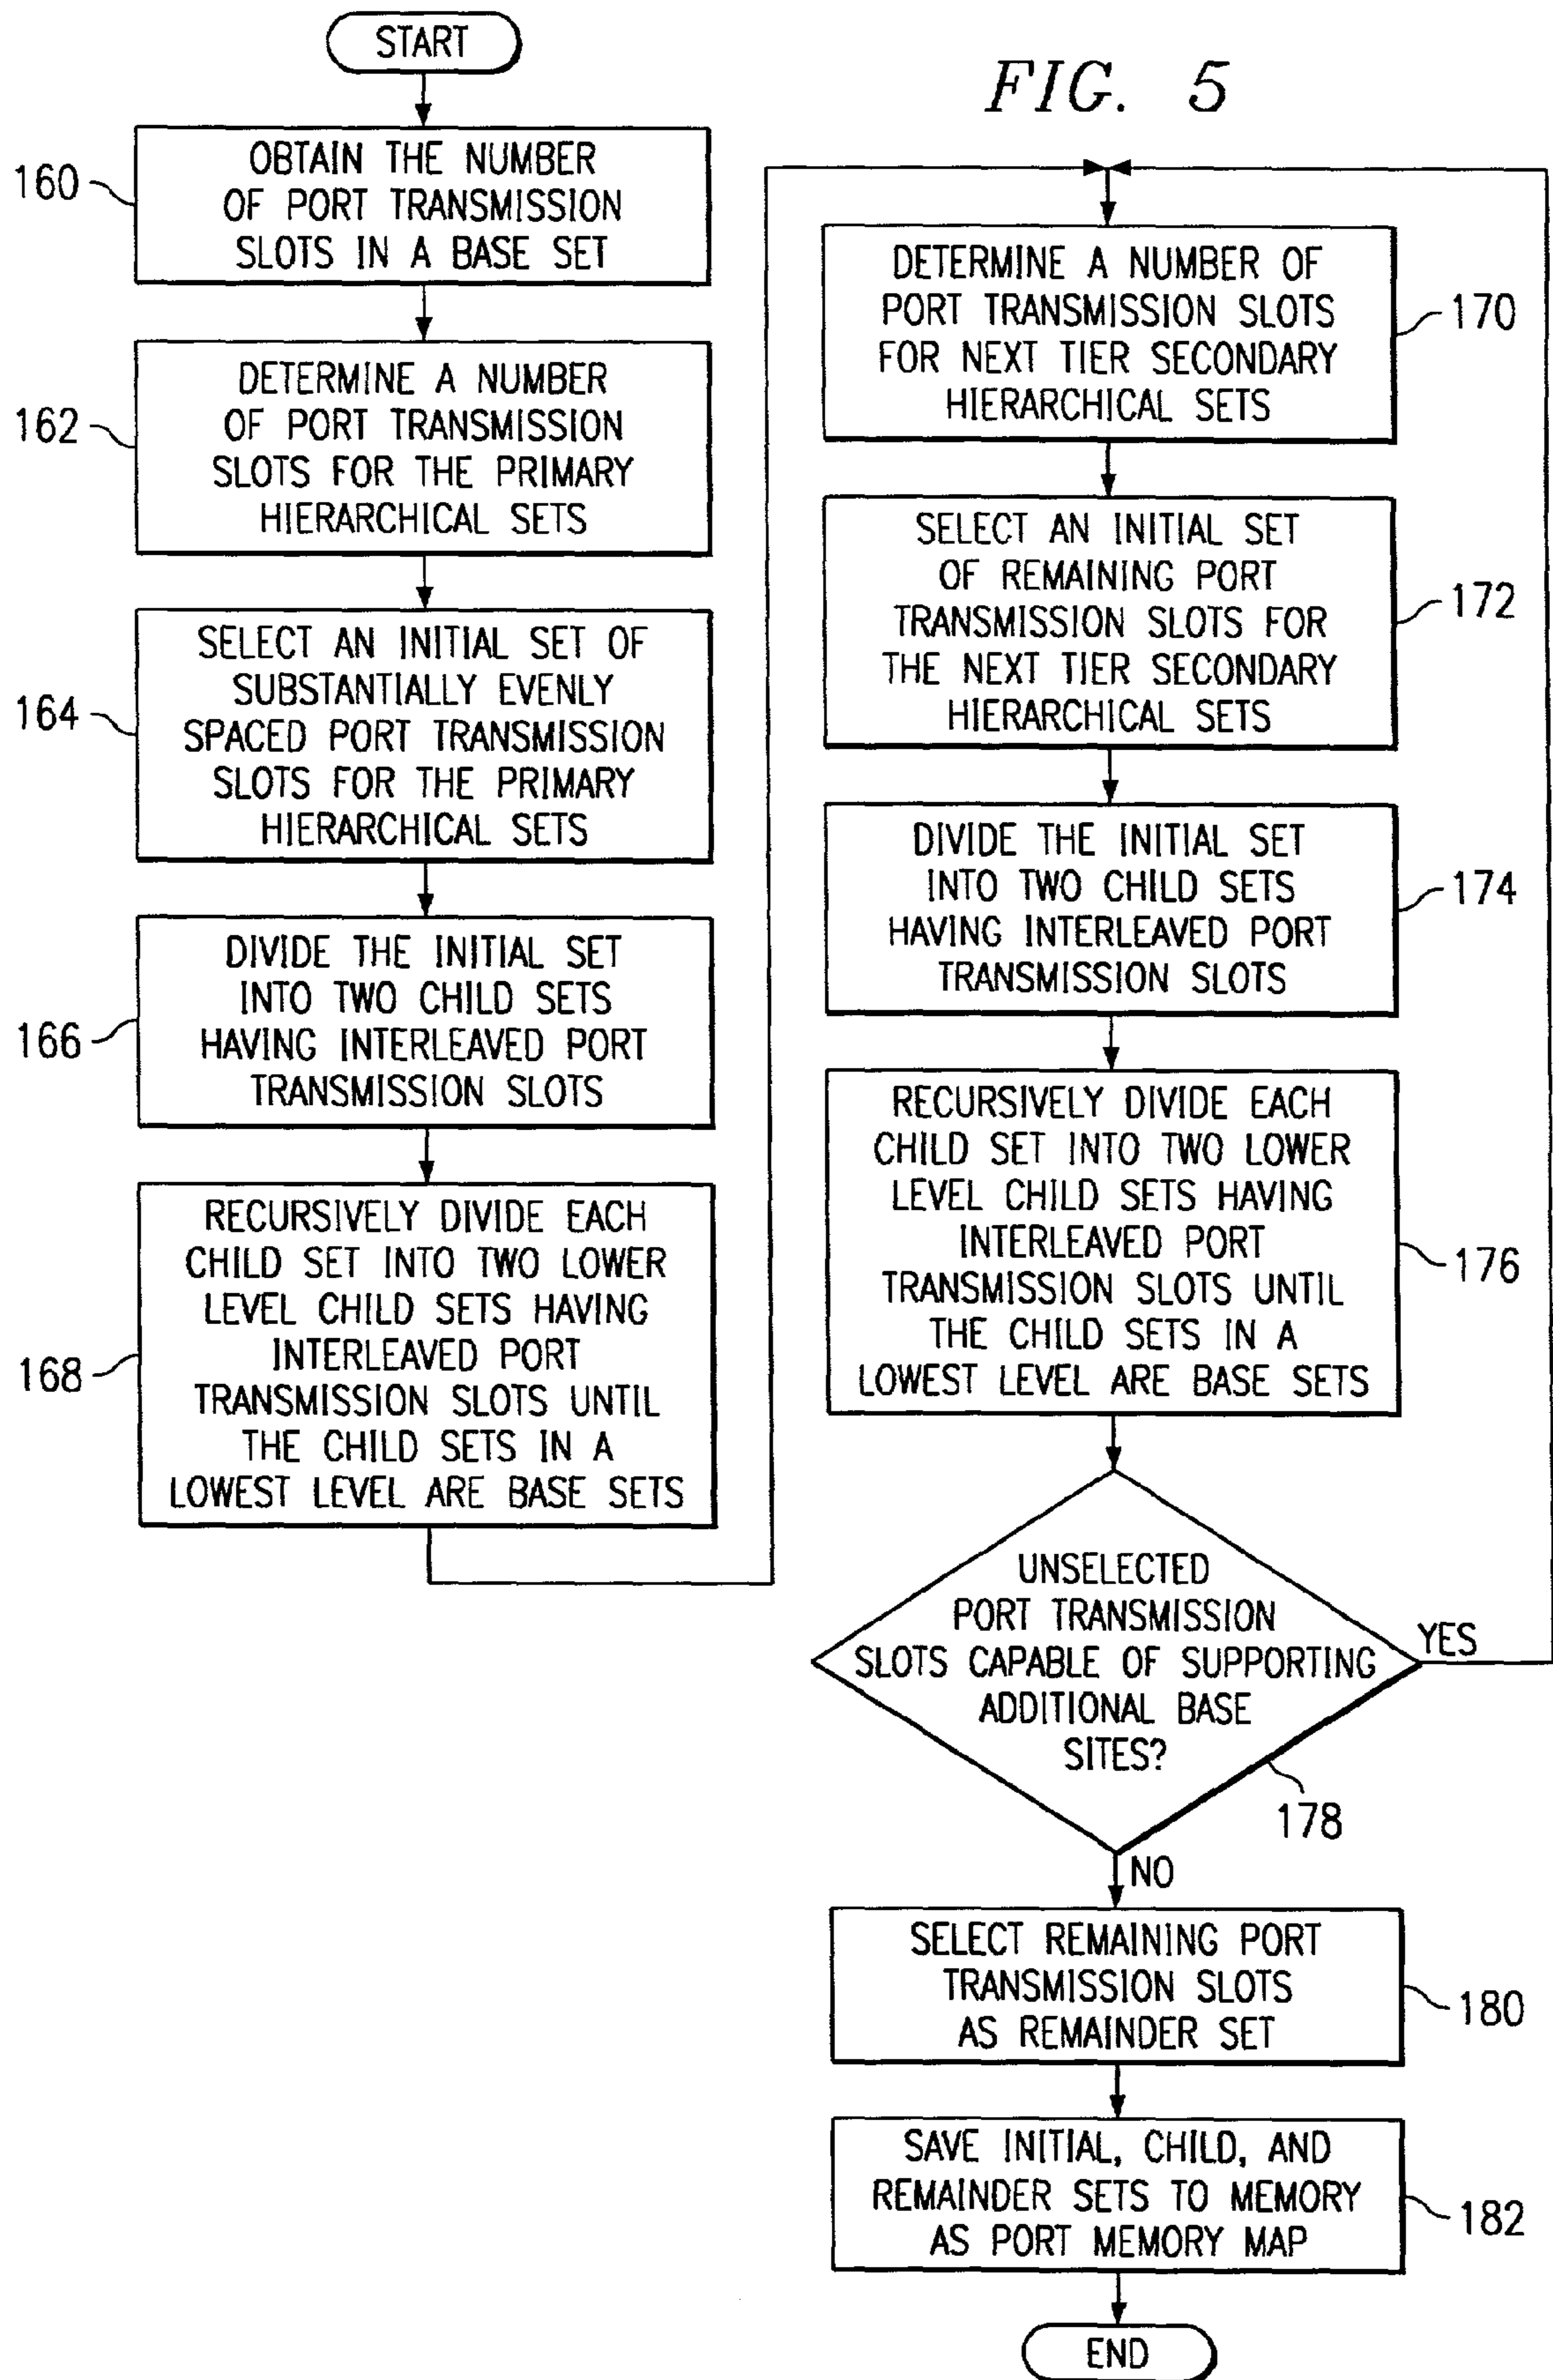 START
FIG. 5
160
OBTAIN THE NUMBER
OF PORT TRANSMISSION
SLOTS IN A BASE SET
162
DETERMINE A NUMBER
OF PORT TRANSMISSION
SLOTS FOR THE PRIMARY
HIERARCHICAL SETS
164
SELECT AN INITIAL SET OF
SUBSTANTIALLY EVENLY
SPACED PORT TRANSMISSION
SLOTS FOR THE PRIMARY
HIERARCHICAL SETS
166
DIVIDE THE INITIAL SET
INTO TWO CHILD SETS
HAVING INTERLEAVED PORT
TRANSMISSION SLOTS
168
RECURSIVELY DIVIDE EACH
CHILD SET INTO TWO LOWER
LEVEL CHILD SETS HAVING
INTERLEAVED PORT
TRANSMISSION SLOTS UNTIL
THE CHILD SETS IN A
LOWEST LEVEL ARE BASE SETS
DETERMINE A NUMBER OF
PORT TRANSMISSION SLOTS
FOR NEXT TIER SECONDARY
HIERARCHICAL SETS
170
SELECT AN INITIAL SET
OF REMAINING PORT
TRANSMISSION SLOTS FOR
THE NEXT TIER SECONDARY
HIERARCHICAL SETS
172
DIVIDE THE INITIAL SET
INTO TWO CHILD SETS
HAVING INTERLEAVED PORT
TRANSMISSION SLOTS
174
RECURSIVELY DIVIDE EACH
CHILD SET INTO TWO LOWER
LEVEL CHILD SETS HAVING
INTERLEAVED PORT
TRANSMISSION SLOTS UNTIL
THE CHILD SETS IN A
LOWEST LEVEL ARE BASE SETS
176
UNSELECTED
PORT TRANSMISSION
SLOTS CAPABLE OF SUPPORTING
ADDITIONAL BASE
SITES?
YES
178
NO
SELECT REMAINING PORT
TRANSMISSION SLOTS
AS REMAINDER SET
180
SAVE INITIAL, CHILD, AND
REMAINDER SETS TO MEMORY
AS PORT MEMORY MAP
182
END